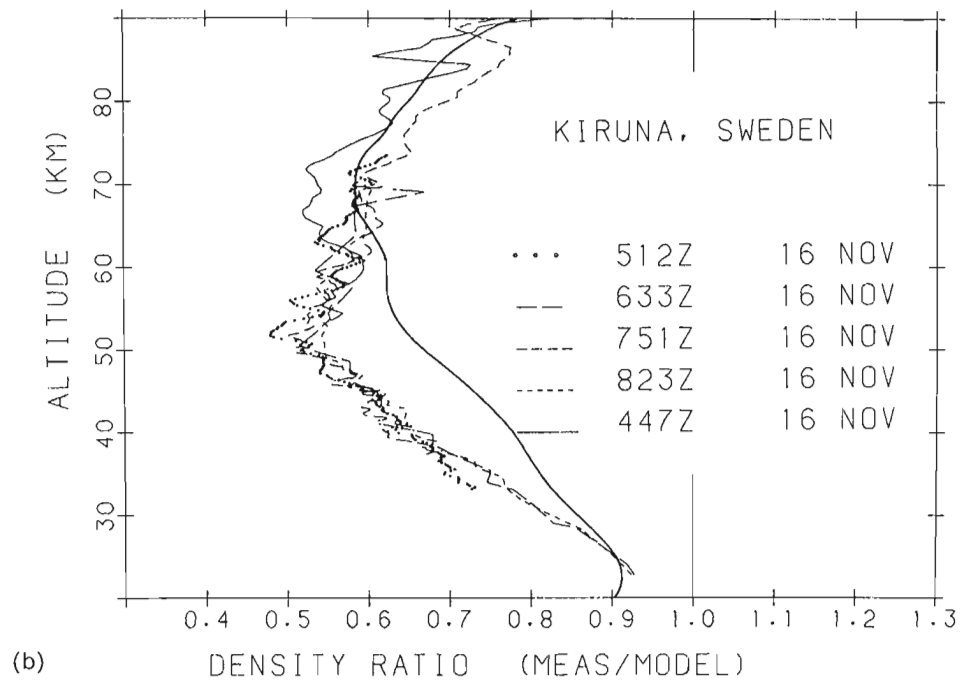 80
70
60
50
40
30
ALTITUDE (KM)
KIRUNA, SWEDEN
512Z 16 NOV
633Z 16 NOV
751Z 16 NOV
823Z 16 NOV
447Z 16 NOV
0.4 0.5 0.6 0.7 0.8 0.9 1.0 1.1 1.2 1.3
(b) DENSITY RATIO (MEAS/MODEL)